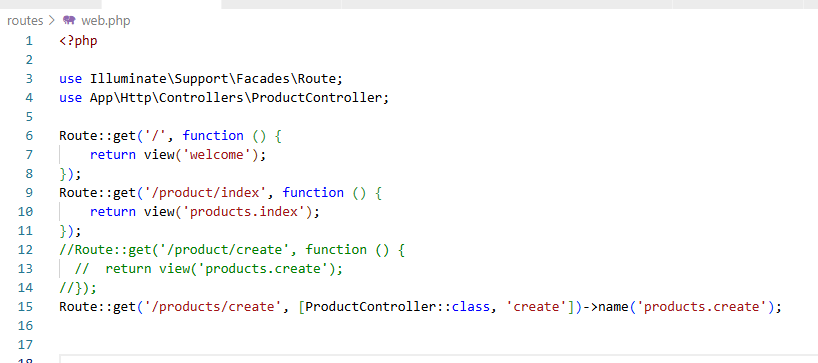 routes > web.php
1 <?php
2
3 use Illuminate\Support\Facades\Route;
4 use App\Http\Controllers\ProductController;
5
6 Route::get('/', function () {
7     return view('welcome');
8 });
9 Route::get('/product/index', function () {
10     return view('products.index');
11 });
12 //Route::get('/product/create', function () {
13   //  return view('products.create');
14 //});
15 Route::get('/products/create', [ProductController::class, 'create'])->name('products.create');
16
17
18